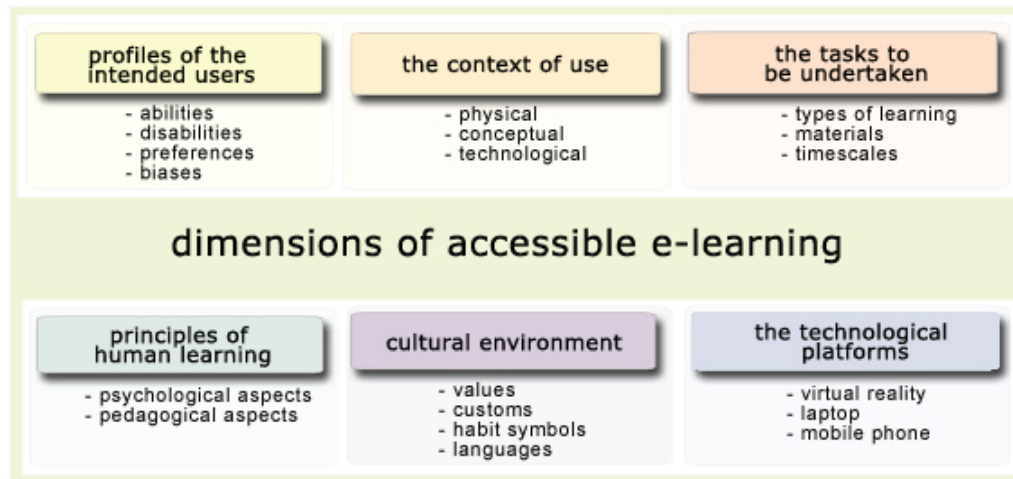 profiles of the
intended users
- abilities
- disabilities
- preferences
- biases
the context of use
- physical
- conceptual
- technological
the tasks to
be undertaken
- types of learning
- materials
- timescales
dimensions of accessible e-learning
principles of
human learning
- psychological aspects
- pedagogical aspects
cultural environment
- values
- customs
- habit symbols
- languages
the technological
platforms
- virtual reality
- laptop
- mobile phone